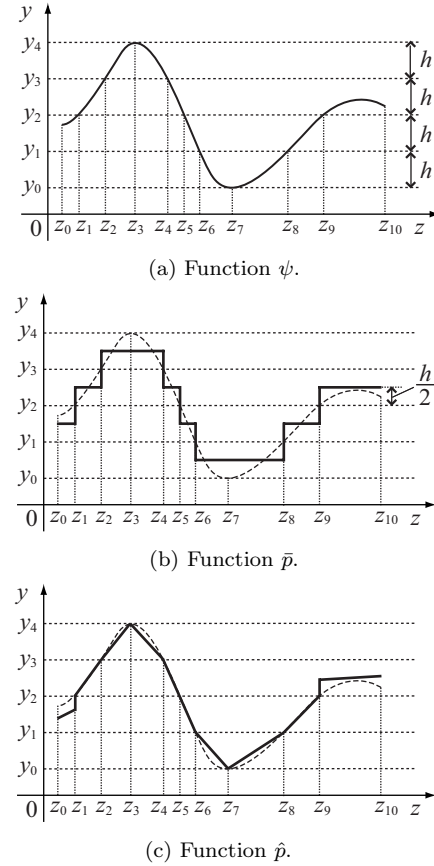 y
y₄
y₃
y₂
y₁
y₀
h
h
h
h
0 z₀ z₁ z₂ z₃ z₄ z₅ z₆ z₇ z₈ z₉ z₁₀ z
(a) Function ψ.
y
y₄
y₃
y₂
y₁
y₀
h/2
0 z₀ z₁ z₂ z₃ z₄ z₅ z₆ z₇ z₈ z₉ z₁₀ z
(b) Function p̄.
y
y₄
y₃
y₂
y₁
y₀
0 z₀ z₁ z₂ z₃ z₄ z₅ z₆ z₇ z₈ z₉ z₁₀ z
(c) Function p̂.